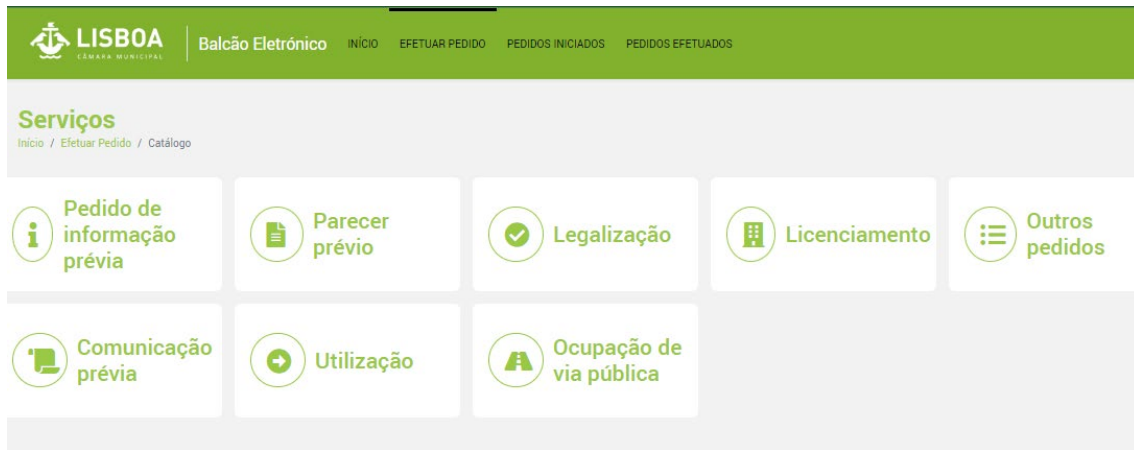 LISBOA
CÂMARA MUNICIPAL
Balcão Eletrónico
INÍCIO
EFETUAR PEDIDO
PEDIDOS INICIADOS
PEDIDOS EFETUADOS
Serviços
Início / Efetuar Pedido / Catálogo
Pedido de
informação
prévia
Parecer
prévio
Legalização
Licenciamento
Outros
pedidos
Comunicação
prévia
Utilização
Ocupação de
via pública